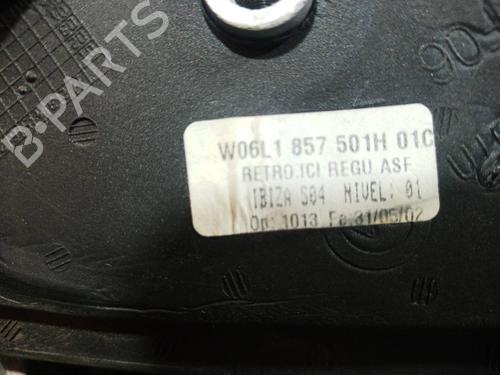 B-PARTS
W06L1 857 501H 01C
RETRO.ICI REGU ASF
IBIZA S04 NIVEL: 01
Op: 1013 Fe:31/05/02